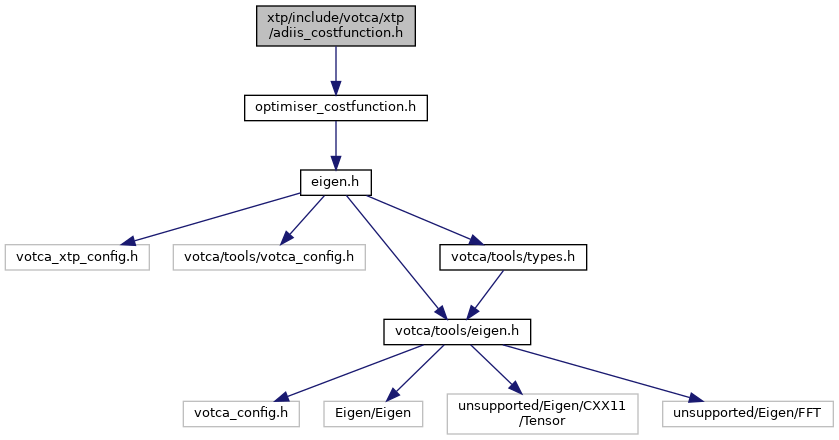 xtp/include/votca/xtp
/adiis_costfunction.h
optimiser_costfunction.h
eigen.h
votca_xtp_config.h
votca/tools/votca_config.h
votca/tools/types.h
votca/tools/eigen.h
votca_config.h
Eigen/Eigen
unsupported/Eigen/CXX11
/Tensor
unsupported/Eigen/FFT